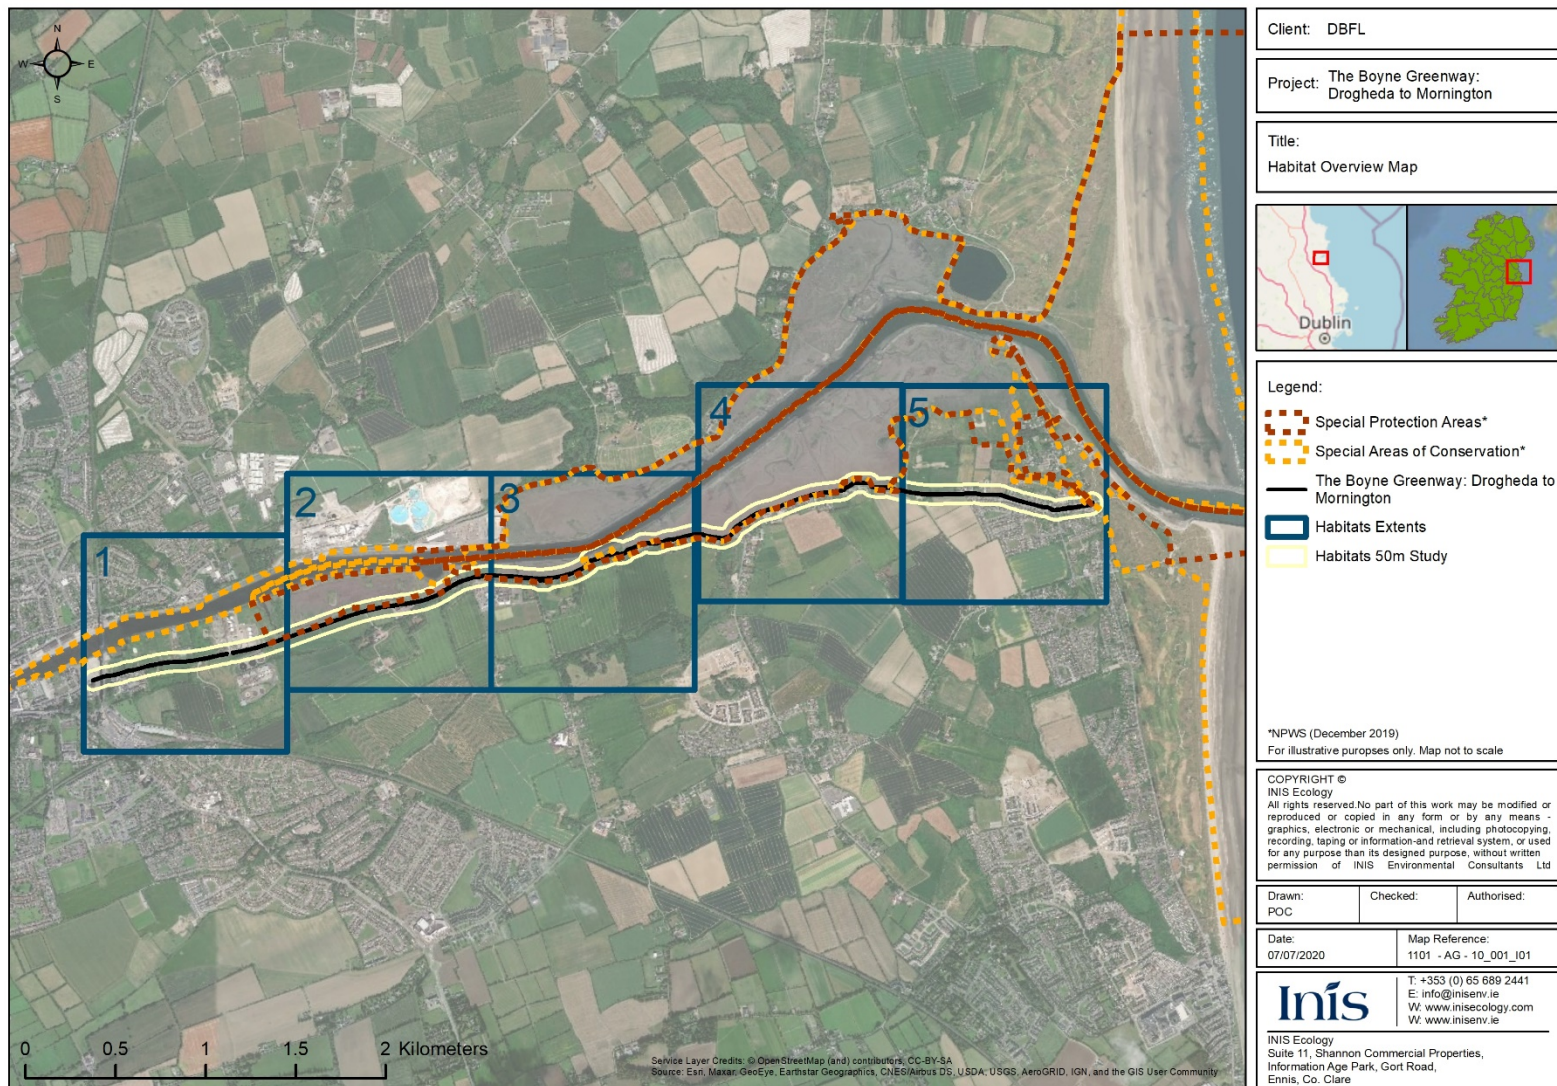 N
W
E
S
1
2
3
4
5
0
0.5
1
1.5
2 Kilometers
Service Layer Credits: © OpenStreetMap (and) contributors, CC-BY-SA
Source: Esri, Maxar, GeoEye, Earthstar Geographics, CNES/Airbus DS, USDA, USGS, AeroGRID, IGN, and the GIS User Community
Client: DBFL
Project: The Boyne Greenway:
Drogheda to Mornington
Title:
Habitat Overview Map
Dublin
Legend:
Special Protection Areas*
Special Areas of Conservation*
The Boyne Greenway: Drogheda to
Mornington
Habitats Extents
Habitats 50m Study
*NPWS (December 2019)
For illustrative puropses only. Map not to scale
COPYRIGHT ©
INIS Ecology
All rights reserved.No part of this work may be modified or
reproduced or copied in any form or by any means -
graphics, electronic or mechanical, including photocopying,
recording, taping or information-and retrieval system, or used
for any purpose than its designed purpose, without written
permission of INIS Environmental Consultants Ltd
Drawn:
POC
Checked:
Authorised:
Date:
07/07/2020
Map Reference:
1101 - AG - 10_001_I01
Inis
T: +353 (0) 65 689 2441
E: info@inisenv.ie
W: www.inisecology.com
W: www.inisenv.ie
INIS Ecology
Suite 11, Shannon Commercial Properties,
Information Age Park, Gort Road,
Ennis, Co. Clare